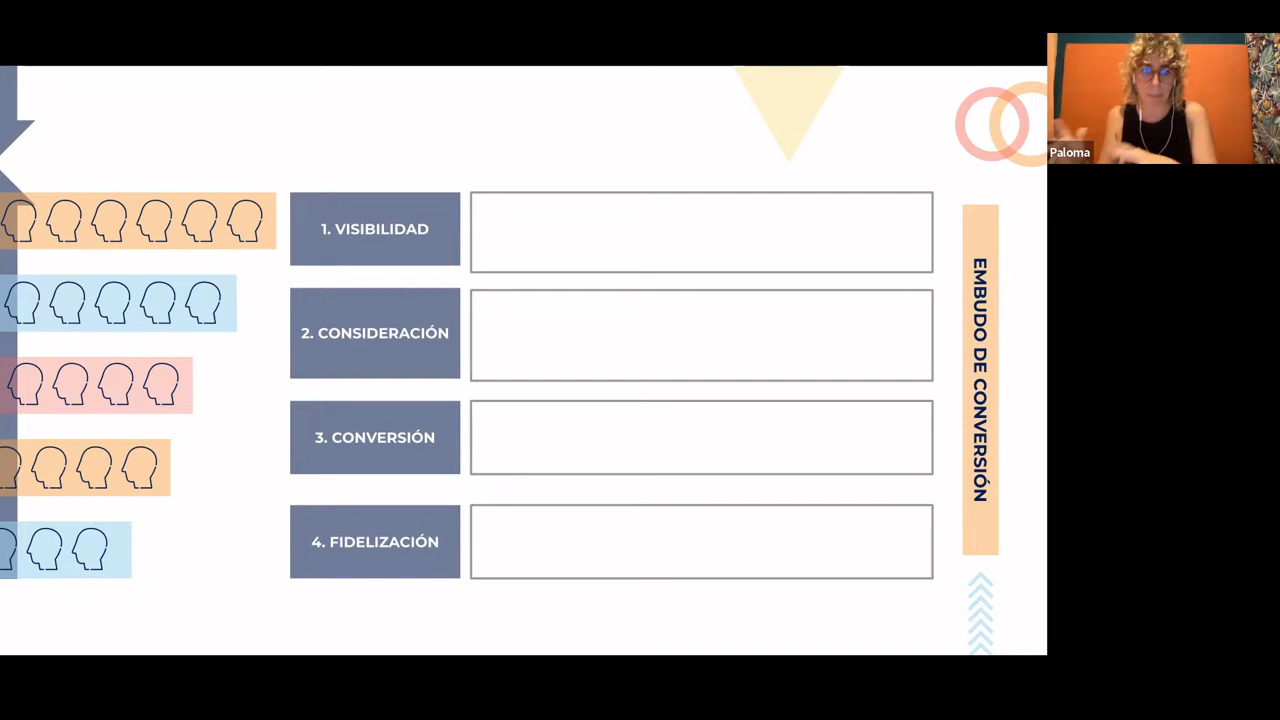 Paloma
1. VISIBILIDAD
2. CONSIDERACIÓN
3. CONVERSIÓN
4. FIDELIZACIÓN
EMBUDO DE CONVERSIÓN